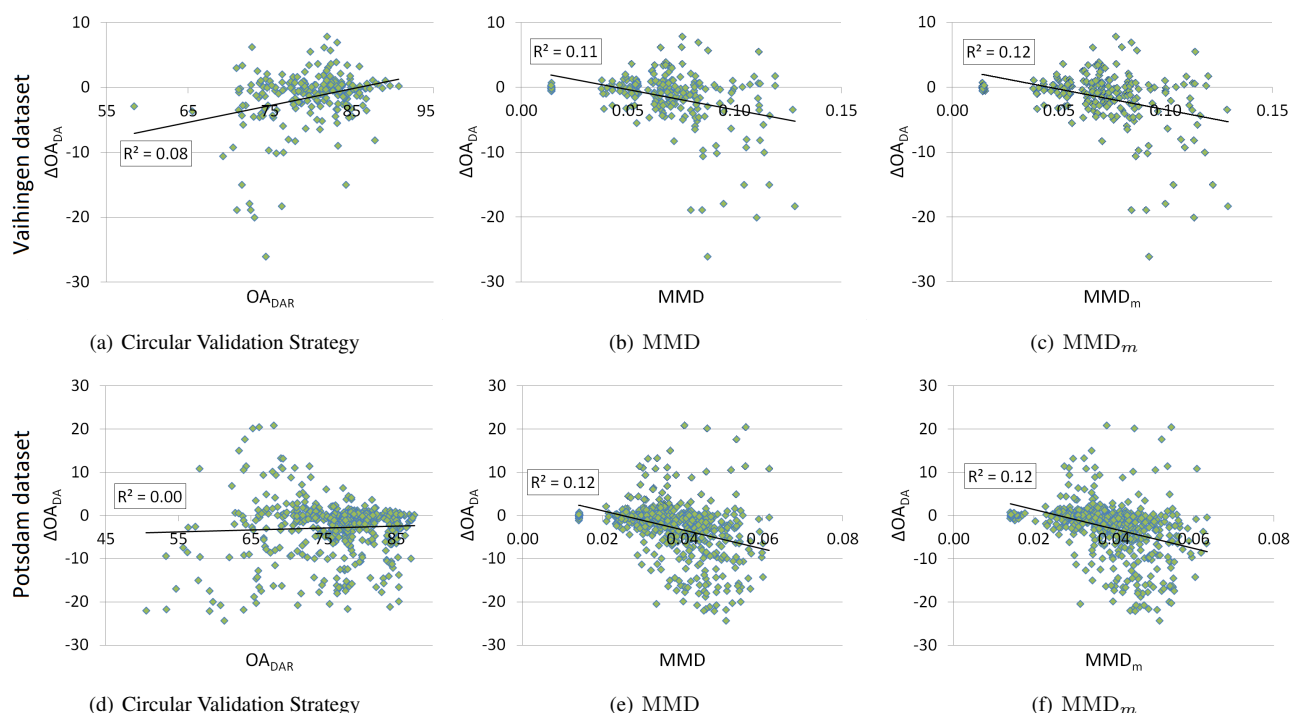 Vaihingen dataset
10
0
-10
-20
-30
ΔOA_DA
55 65 75 85 95
R² = 0.08
OA_DAR
(a) Circular Validation Strategy
10
0
-10
-20
-30
ΔOA_DA
0.00 0.05 0.10 0.15
R² = 0.11
MMD
(b) MMD
10
0
-10
-20
-30
ΔOA_DA
0.00 0.05 0.10 0.15
R² = 0.12
MMD_m
(c) MMD_m
Potsdam dataset
30
20
10
0
-10
-20
-30
ΔOA_DA
45 55 65 75 85
R² = 0.00
OA_DAR
(d) Circular Validation Strategy
30
20
10
0
-10
-20
-30
ΔOA_DA
0.00 0.02 0.04 0.06 0.08
R² = 0.12
MMD
(e) MMD
30
20
10
0
-10
-20
-30
ΔOA_DA
0.00 0.02 0.04 0.06 0.08
R² = 0.12
MMD_m
(f) MMD_m